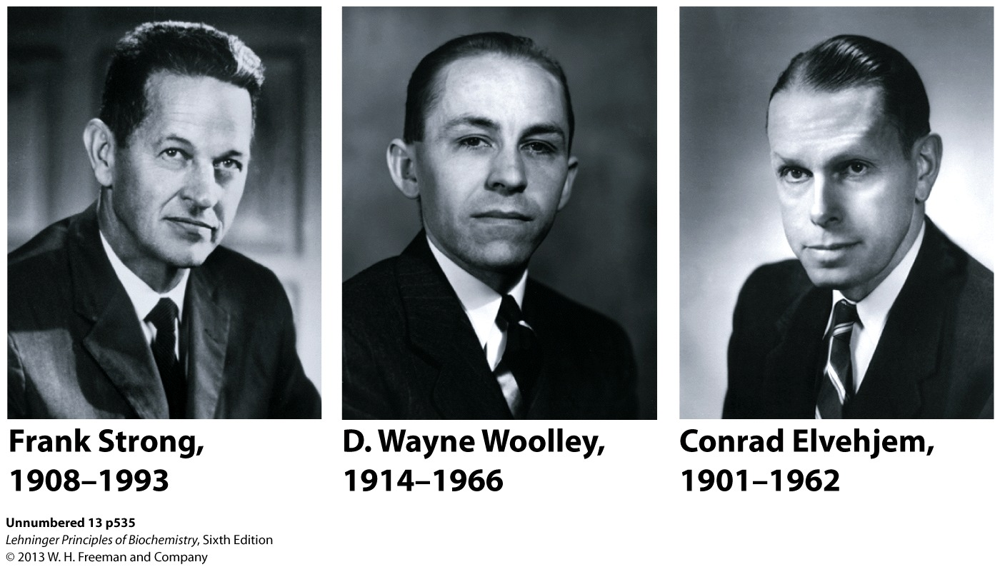 Frank Strong,
1908–1993
D. Wayne Woolley,
1914–1966
Conrad Elvehjem,
1901–1962
Unnumbered 13 p535
Lehninger Principles of Biochemistry, Sixth Edition
© 2013 W. H. Freeman and Company